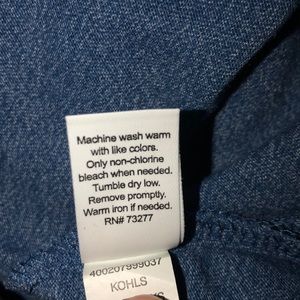 Machine wash warm
with like colors.
Only non-chlorine
bleach when needed.
Tumble dry low.
Remove promptly.
Warm iron if needed.
RN# 73277
400207999037
KOHLS